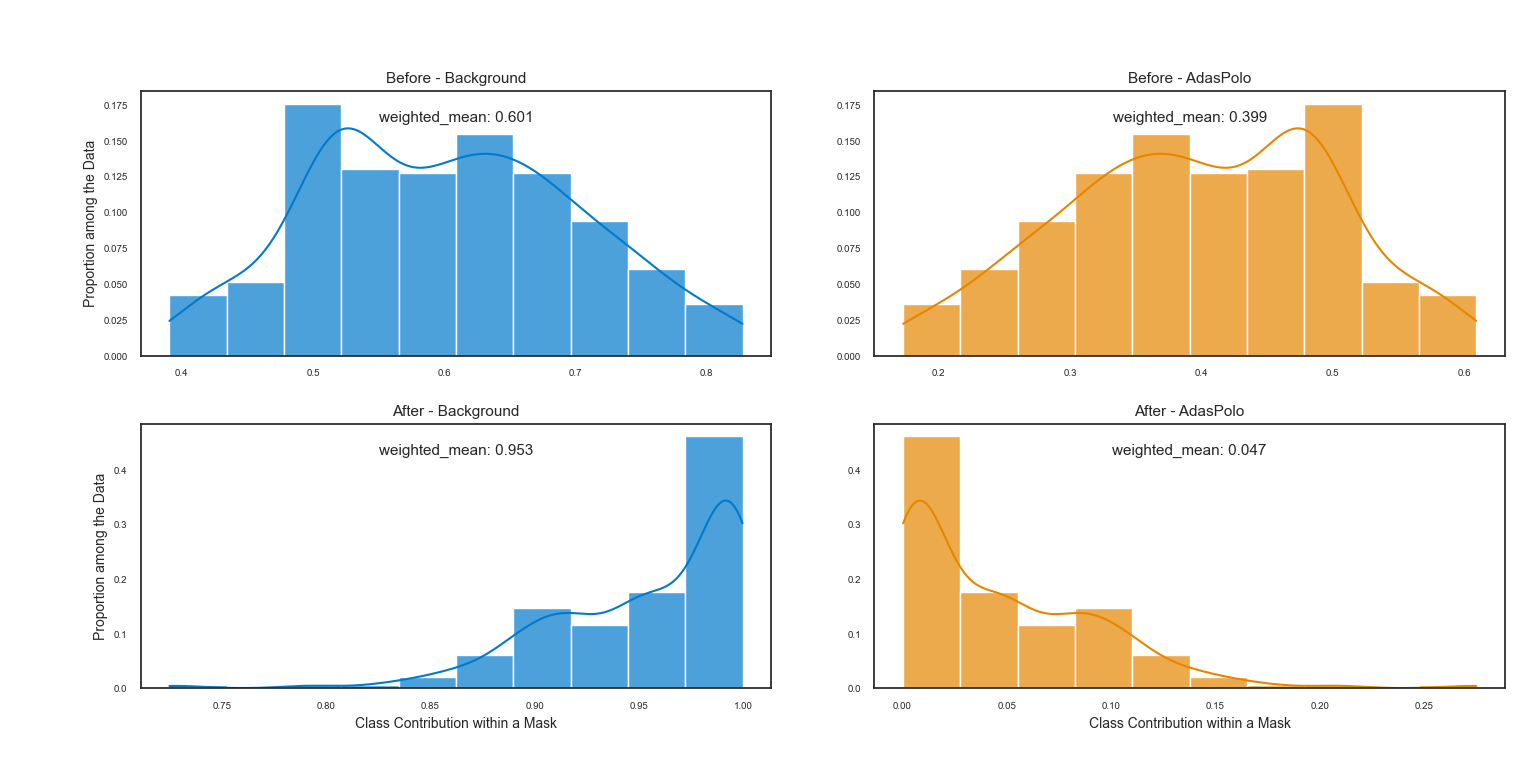 Before - Background
weighted_mean: 0.601
Proportion among the Data
0.175
0.150
0.125
0.100
0.075
0.050
0.025
0.000
0.4 0.5 0.6 0.7 0.8
Before - AdasPolo
weighted_mean: 0.399
0.175
0.150
0.125
0.100
0.075
0.050
0.025
0.000
0.2 0.3 0.4 0.5 0.6
After - Background
weighted_mean: 0.953
Proportion among the Data
0.4
0.3
0.2
0.1
0.0
0.75 0.80 0.85 0.90 0.95 1.00
Class Contribution within a Mask
After - AdasPolo
weighted_mean: 0.047
0.4
0.3
0.2
0.1
0.0
0.00 0.05 0.10 0.15 0.20 0.25
Class Contribution within a Mask